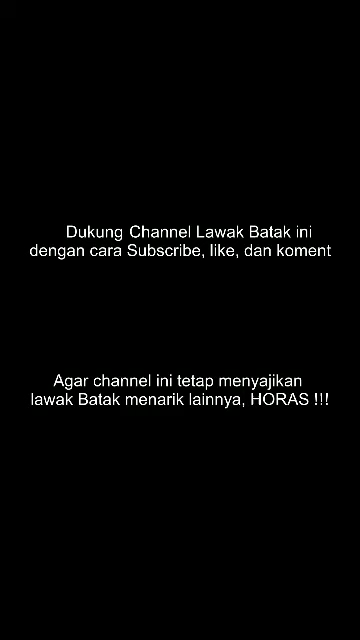 Dukung Channel Lawak Batak ini
dengan cara Subscribe, like, dan koment
Agar channel ini tetap menyajikan
lawak Batak menarik lainnya, HORAS !!!